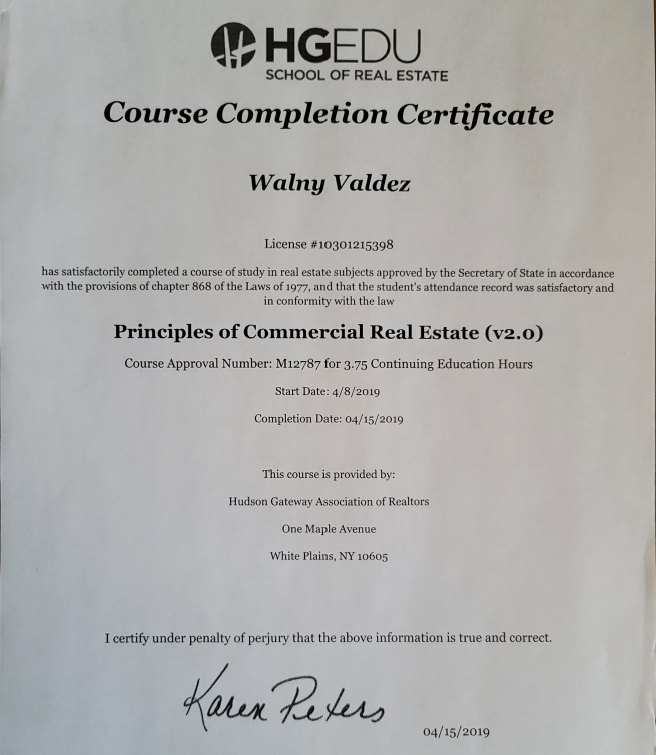 HGEDU
SCHOOL OF REAL ESTATE
Course Completion Certificate
Walny Valdez
License #10301215398
has satisfactorily completed a course of study in real estate subjects approved by the Secretary of State in accordance
with the provisions of chapter 868 of the Laws of 1977, and that the student's attendance record was satisfactory and
in conformity with the law
Principles of Commercial Real Estate (v2.0)
Course Approval Number: M12787 for 3.75 Continuing Education Hours
Start Date: 4/8/2019
Completion Date: 04/15/2019
This course is provided by:
Hudson Gateway Association of Realtors
One Maple Avenue
White Plains, NY 10605
I certify under penalty of perjury that the above information is true and correct.
Karen Peters
04/15/2019